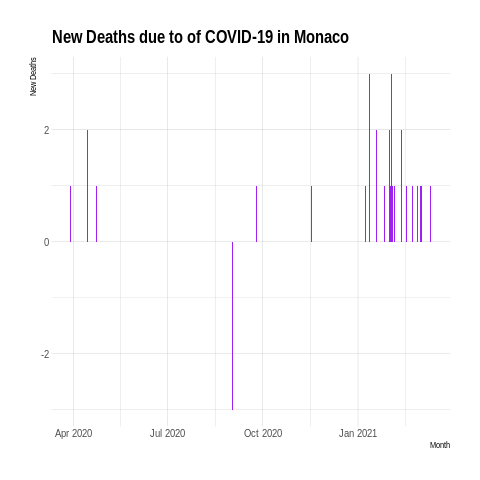 New Deaths due to of COVID-19 in Monaco
New Deaths
2
0
-2
Apr 2020 Jul 2020 Oct 2020 Jan 2021
Month